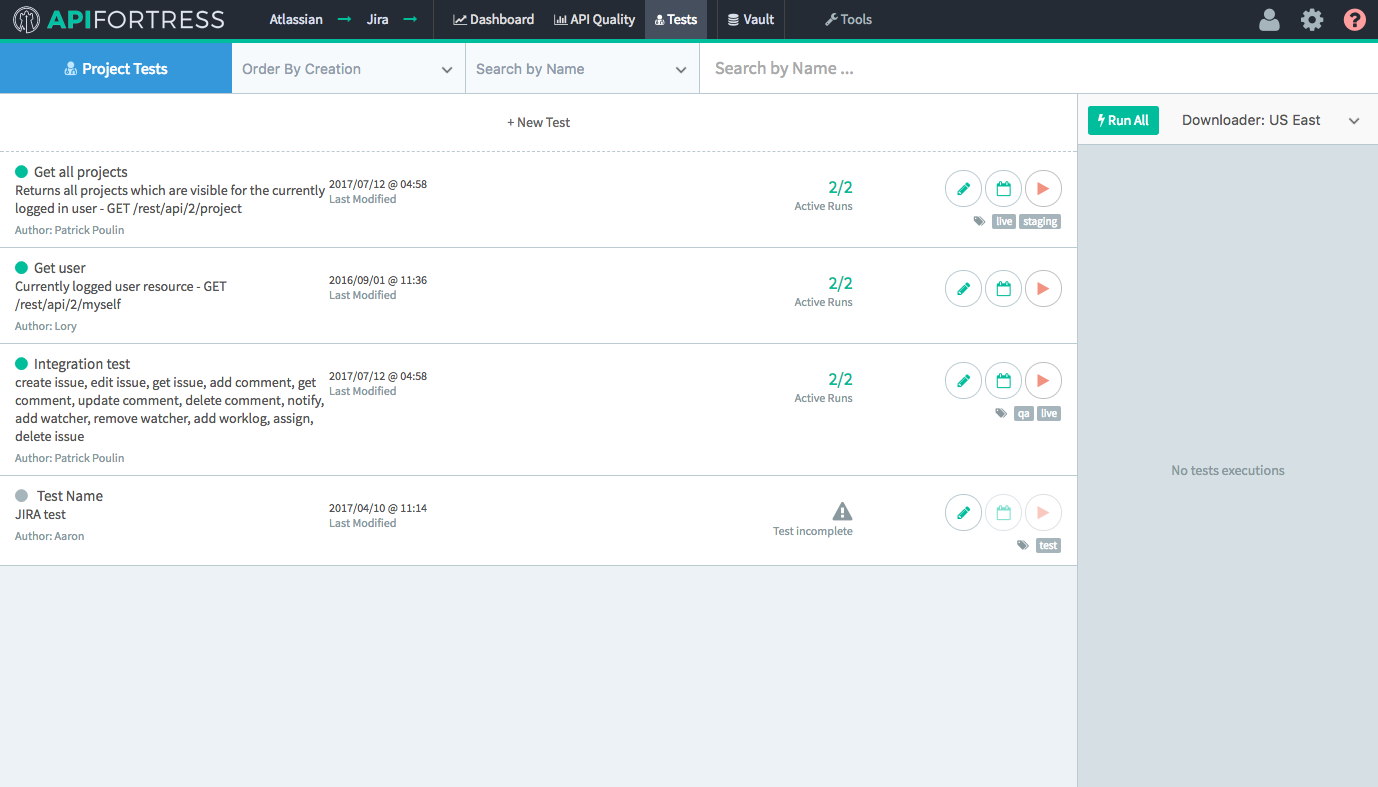 APIFORTRESS Atlassian → Jira → Dashboard API Quality Tests Vault Tools ?
Project Tests Order By Creation Search by Name Search by Name ...
+ New Test
Run All Downloader: US East
Get all projects
Returns all projects which are visible for the currently
logged in user - GET /rest/api/2/project
Author: Patrick Poulin
2017/07/12 @ 04:58
Last Modified
2/2
Active Runs
live staging
Get user
Currently logged user resource - GET
/rest/api/2/myself
Author: Lory
2016/09/01 @ 11:36
Last Modified
2/2
Active Runs
Integration test
create issue, edit issue, get issue, add comment, get
comment, update comment, delete comment, notify,
add watcher, remove watcher, add worklog, assign,
delete issue
Author: Patrick Poulin
2017/07/12 @ 04:58
Last Modified
2/2
Active Runs
qa live
Test Name
JIRA test
Author: Aaron
2017/04/10 @ 11:14
Last Modified
Test incomplete
test
No tests executions